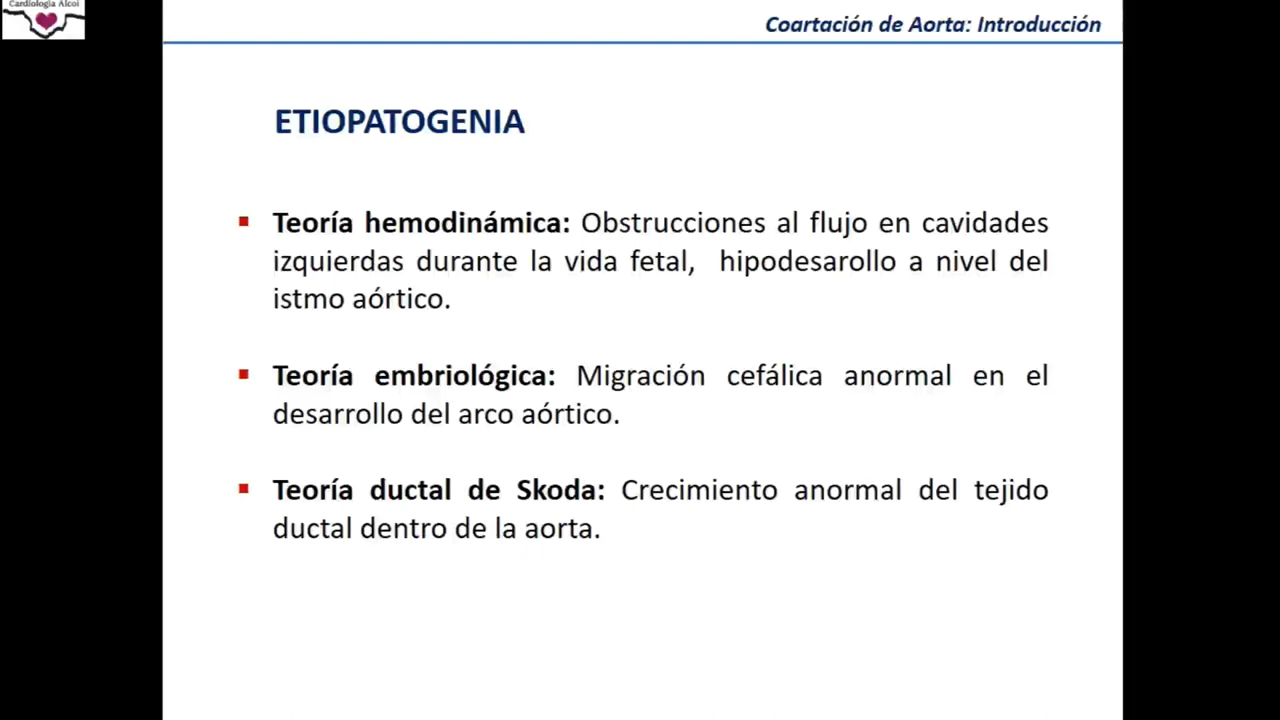 Cardiología Alcoi
Coartación de Aorta: Introducción
ETIOPATOGENIA
Teoría hemodinámica: Obstrucciones al flujo en cavidades
izquierdas durante la vida fetal, hipodesarollo a nivel del
istmo aórtico.
Teoría embriológica: Migración cefálica anormal en el
desarrollo del arco aórtico.
Teoría ductal de Skoda: Crecimiento anormal del tejido
ductal dentro de la aorta.